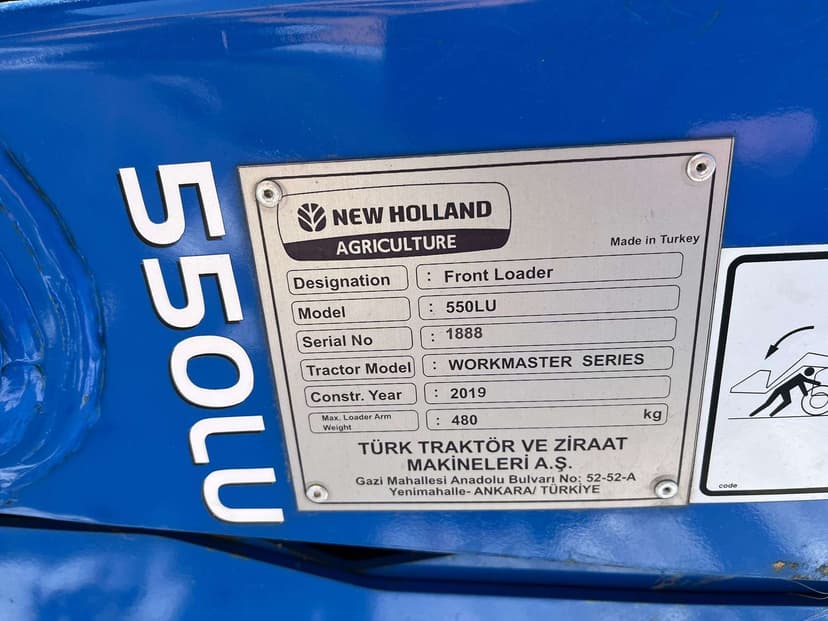 550LU
NEW HOLLAND
AGRICULTURE
Made in Turkey
Designation : Front Loader
Model : 550LU
Serial No : 1888
Tractor Model : WORKMASTER SERIES
Constr. Year : 2019
Max. Loader Arm
Weight : 480 kg
TÜRK TRAKTÖR VE ZİRAAT
MAKİNELERİ A.Ş.
Gazi Mahallesi Anadolu Bulvarı No: 52-52-A
Yenimahalle- ANKARA/ TÜRKİYE
code